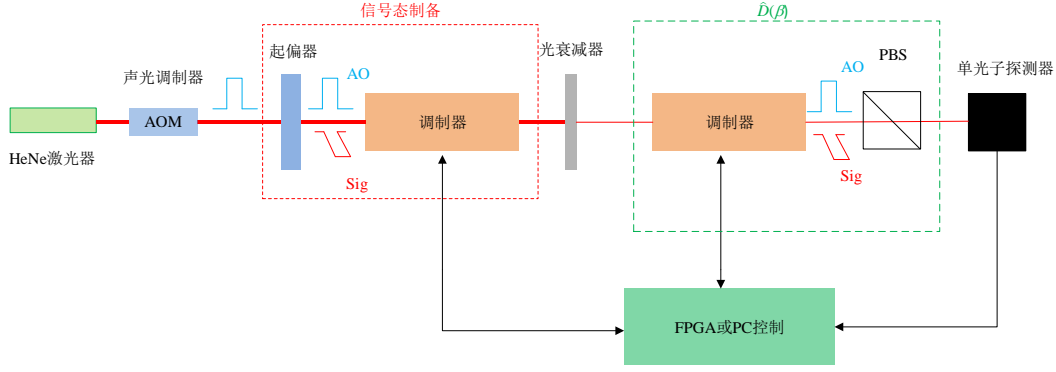 信号态制备
D̂(β)
起偏器
光衰减器
PBS
单光子探测器
声光调制器
AO
AO
AOM
调制器
调制器
HeNe激光器
Sig
Sig
FPGA或PC控制